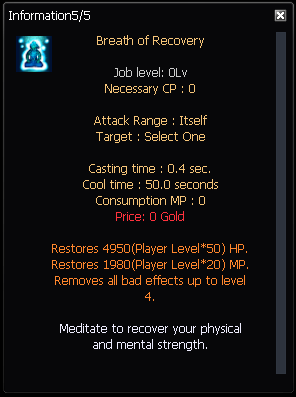 Information5/5
Breath of Recovery
Job level: 0Lv
Necessary CP : 0
Attack Range : Itself
Target : Select One
Casting time : 0.4 sec.
Cool time : 50.0 seconds
Consumption MP : 0
Price: 0 Gold
Restores 4950(Player Level*50) HP.
Restores 1980(Player Level*20) MP.
Removes all bad effects up to level
4.
Meditate to recover your physical
and mental strength.